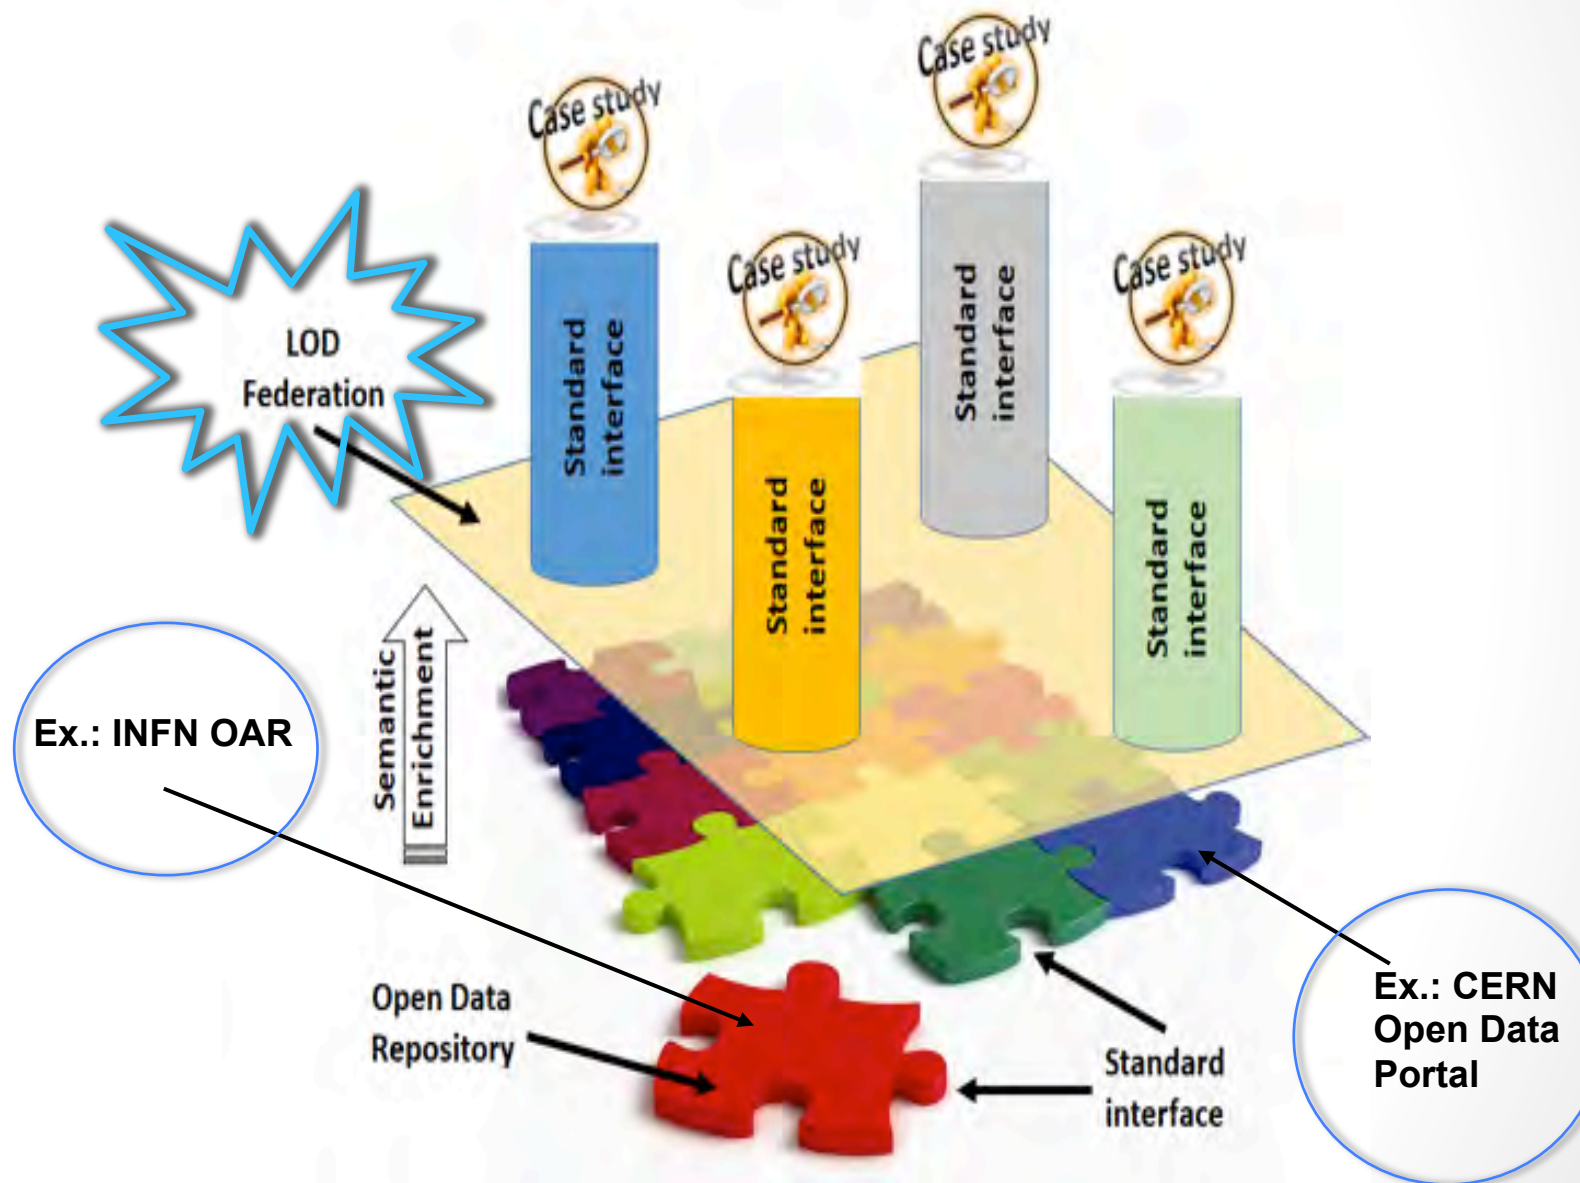 Case study
Case study
Case study
Case study
Standard
interface
Standard
interface
Standard
interface
Standard
interface
LOD
Federation
Semantic
Enrichment
Ex.: INFN OAR
Open Data
Repository
Standard
interface
Ex.: CERN
Open Data
Portal